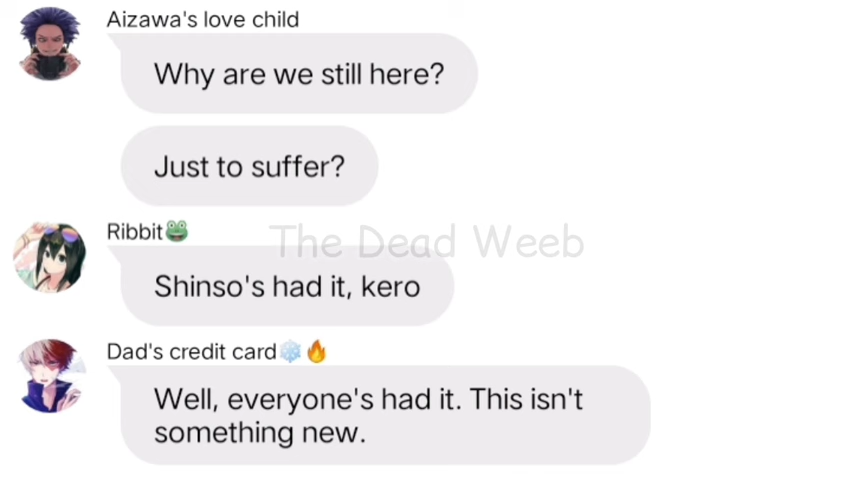 Aizawa's love child
Why are we still here?
Just to suffer?
Ribbit🐸
The Dead Weeb
Shinso's had it, kero
Dad's credit card❄️🔥
Well, everyone's had it. This isn't
something new.